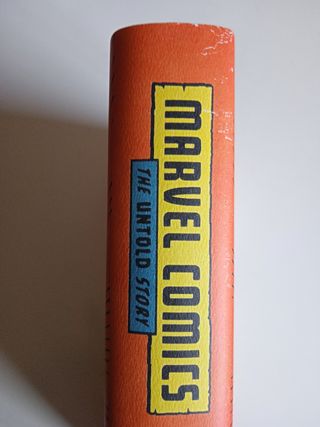 MARVEL COMICS
THE UNTOLD STORY